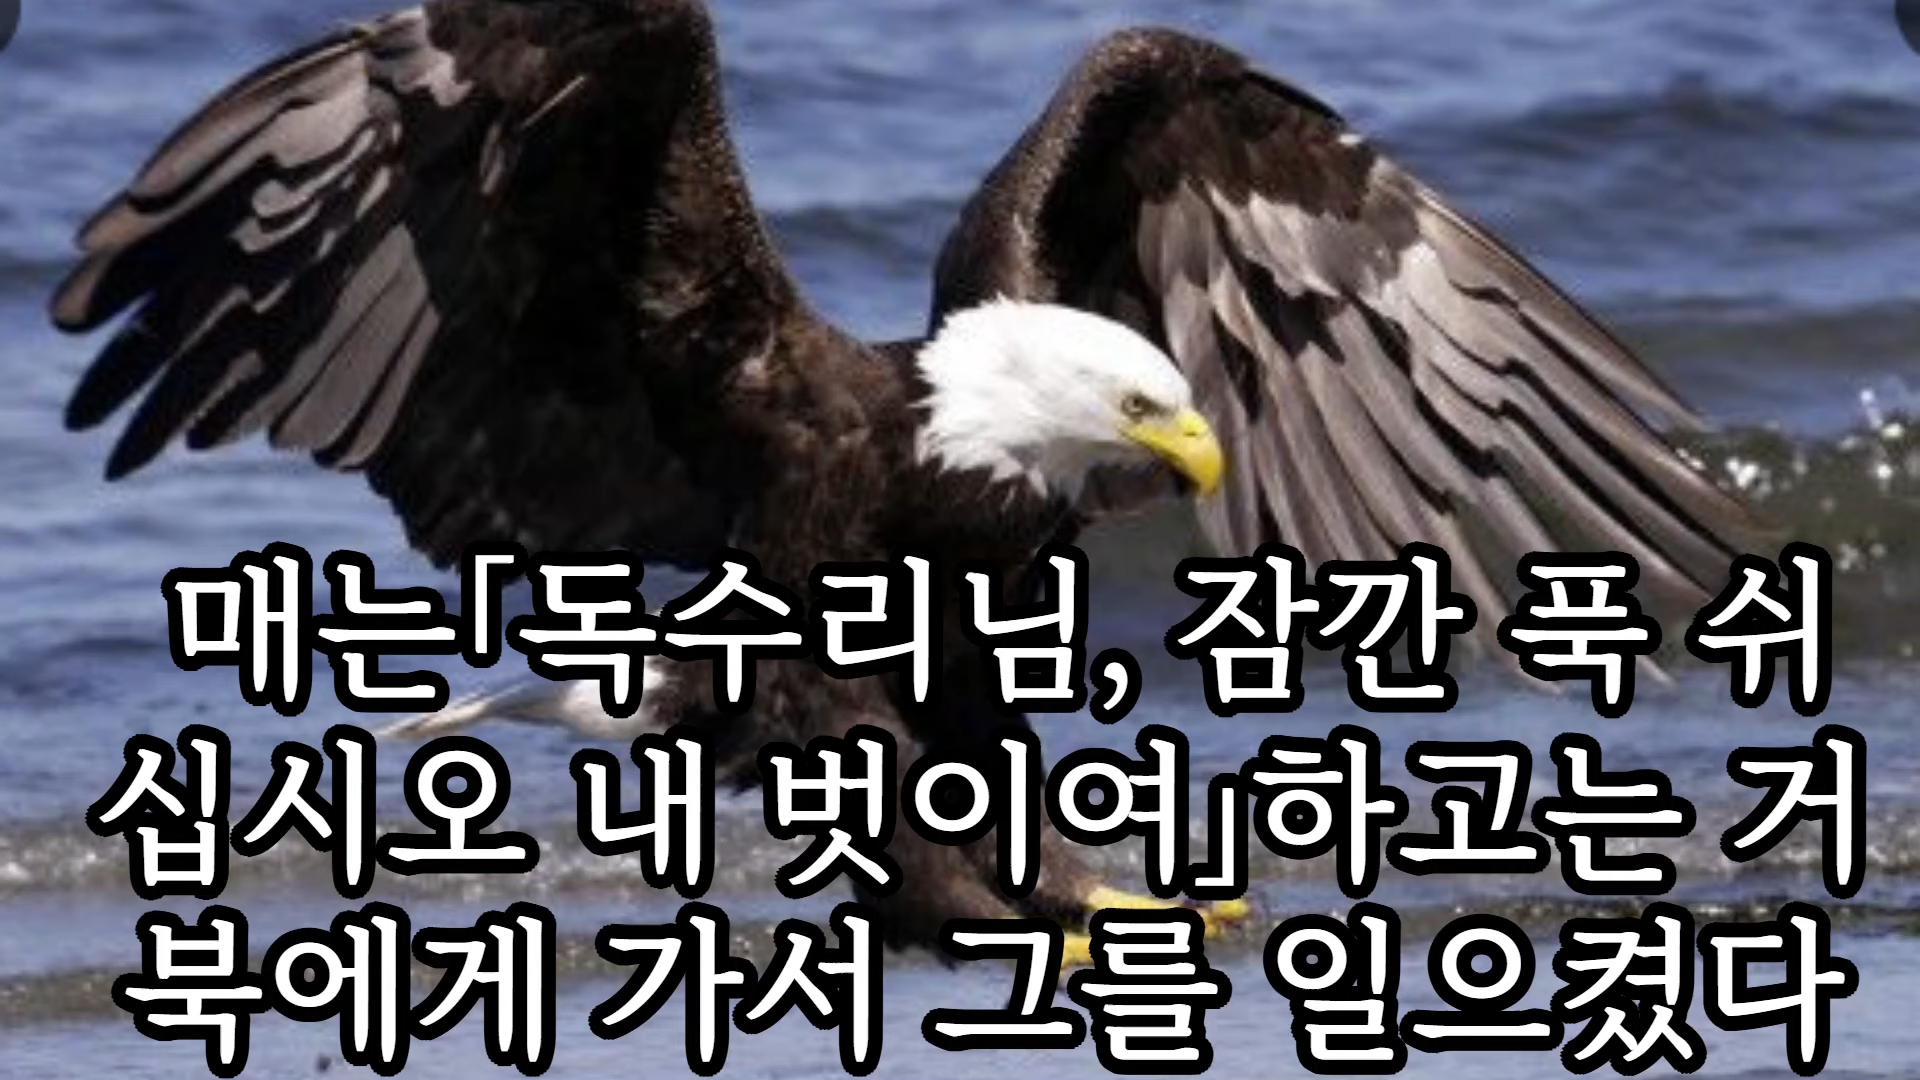 매는「독수리님, 잠깐 푹 쉬
십시오 내 벗이여」하고는 거
북에게 가서 그를 일으켰다